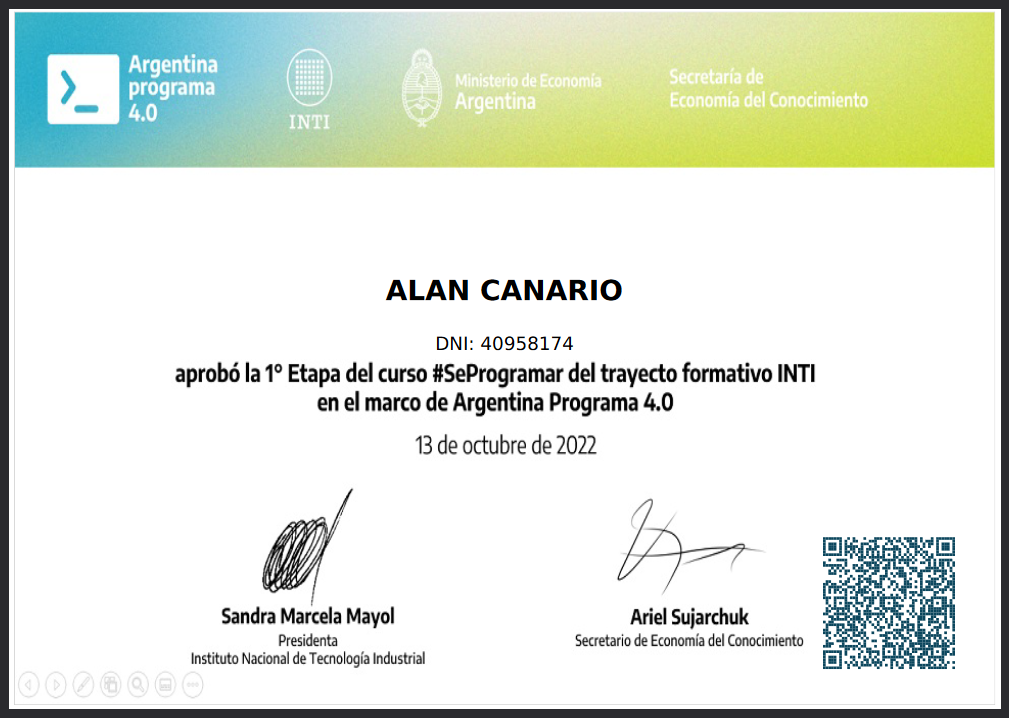 Argentina
programa
4.0
INTI
Ministerio de Economía
Argentina
Secretaría de
Economía del Conocimiento
ALAN CANARIO
DNI: 40958174
aprobó la 1° Etapa del curso #SeProgramar del trayecto formativo INTI
en el marco de Argentina Programa 4.0
13 de octubre de 2022
Sandra Marcela Mayol
Presidenta
Instituto Nacional de Tecnología Industrial
Ariel Sujarchuk
Secretario de Economía del Conocimiento